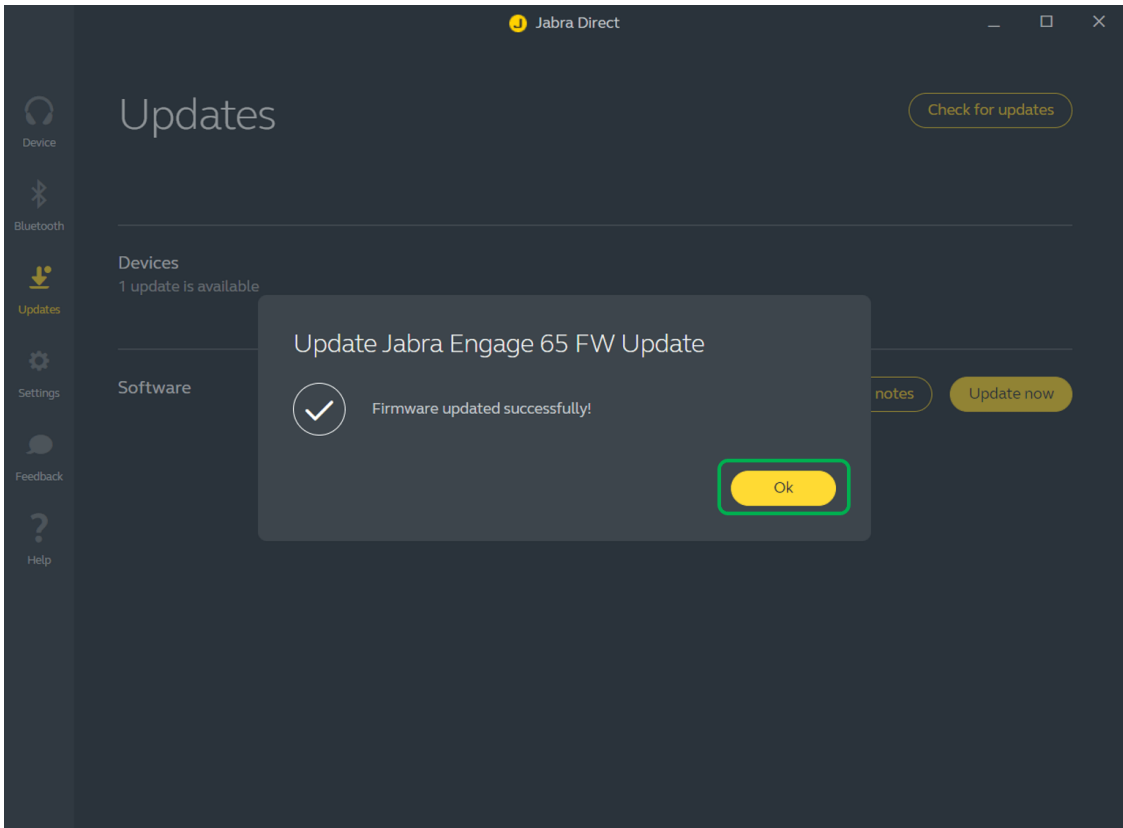 Jabra Direct
Updates
Check for updates
Device
Bluetooth
Updates
Settings
Feedback
Help
Devices
1 update is available
Software
notes
Update now
Update Jabra Engage 65 FW Update
Firmware updated successfully!
Ok